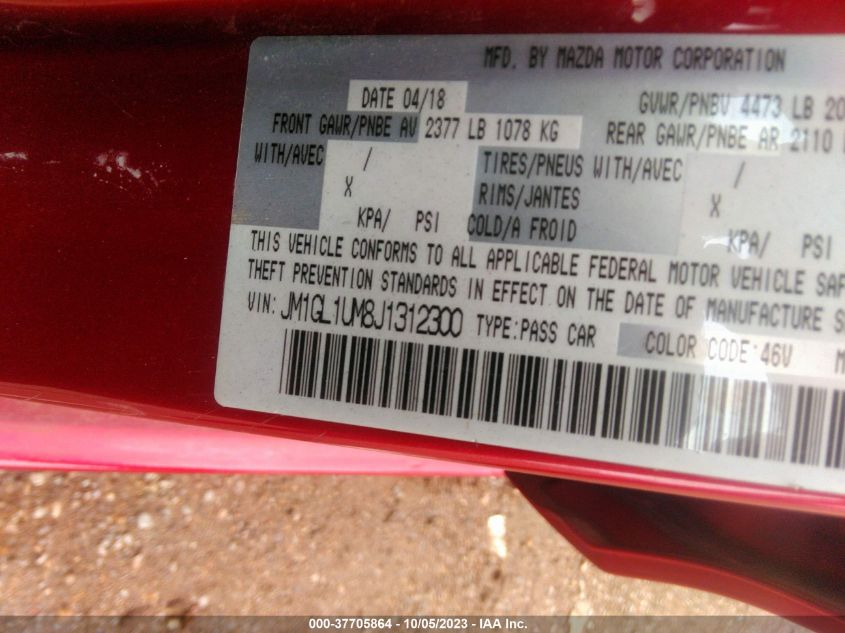 MFD. BY MAZDA MOTOR CORPORATION
DATE 04/18 GVWR/PNBV 4473 LB 20
FRONT GAWR/PNBE AV 2377 LB 1078 KG REAR GAWR/PNBE AR 2110
WITH/AVEC / TIRES/PNEUS WITH/AVEC /
X RIMS/JANTES X
KPA/ PSI COLD/A FROID KPA/ PSI
THIS VEHICLE CONFORMS TO ALL APPLICABLE FEDERAL MOTOR VEHICLE SAF
THEFT PREVENTION STANDARDS IN EFFECT ON THE DATE OF MANUFACTURE S
VIN: JM1GL1UM8J1312300 TYPE:PASS CAR COLOR CODE:46V M
000-37705864 - 10/05/2023 - IAA Inc.